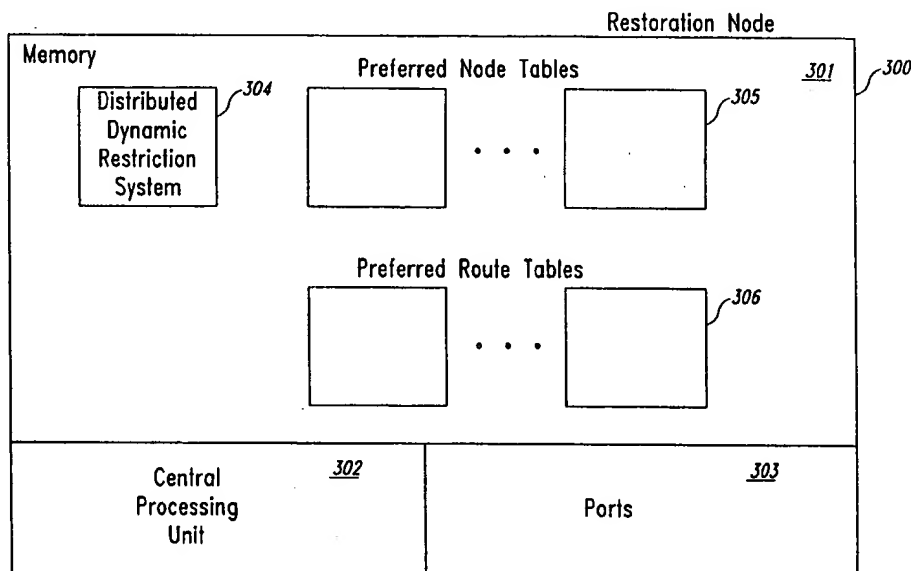 Restoration Node
Memory
Preferred Node Tables
301
300
304
305
Distributed
Dynamic
Restriction
System
Preferred Route Tables
306
302
303
Central
Processing
Unit
Ports